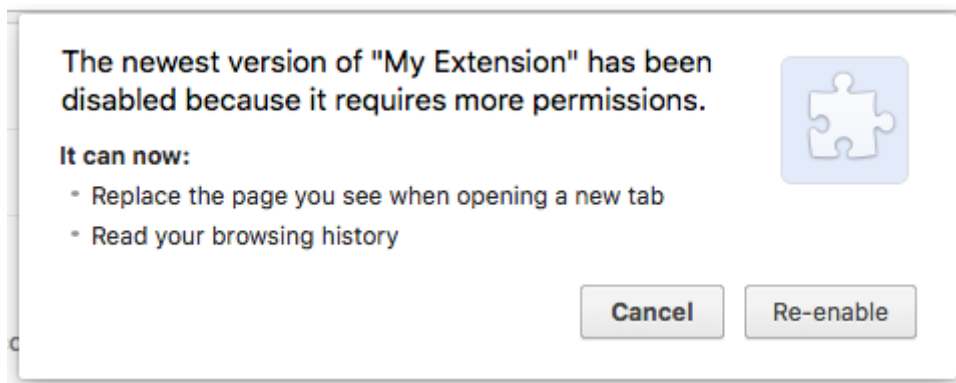 The newest version of "My Extension" has been
disabled because it requires more permissions.
It can now:
Replace the page you see when opening a new tab
Read your browsing history
Cancel
Re-enable